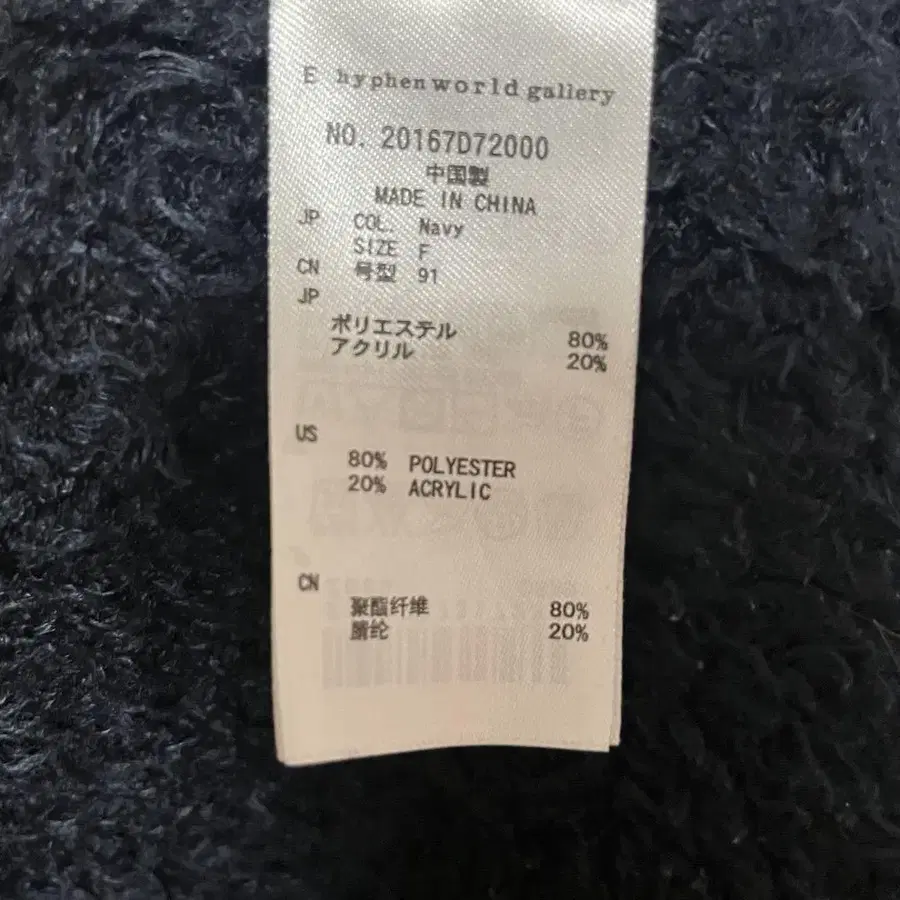 E hyphen world gallery
NO. 20167D72000
中国製
MADE IN CHINA
JP COL. Navy
SIZE F
CN 号型 91
JP
ポリエステル 80%
アクリル 20%
US
80% POLYESTER
20% ACRYLIC
CN
聚酯纤维 80%
腈纶 20%